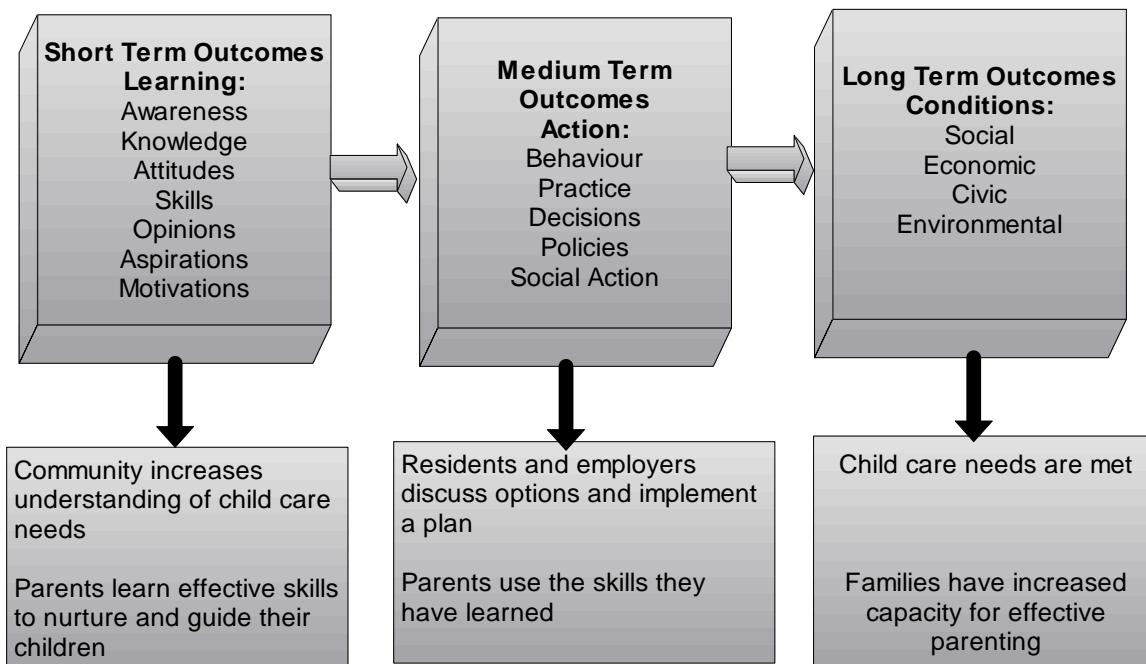 Short Term Outcomes
Learning:
Awareness
Knowledge
Attitudes
Skills
Opinions
Aspirations
Motivations
Medium Term
Outcomes
Action:
Behaviour
Practice
Decisions
Policies
Social Action
Long Term Outcomes
Conditions:
Social
Economic
Civic
Environmental
Community increases
understanding of child care
needs
Parents learn effective skills
to nurture and guide their
children
Residents and employers
discuss options and implement
a plan
Parents use the skills they
have learned
Child care needs are met
Families have increased
capacity for effective
parenting